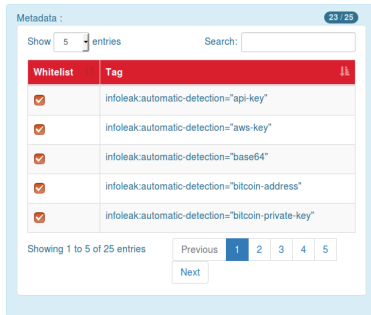 Metadata :
23 / 25
Show 5 entries
Search:
Whitelist
Tag
infoleak:automatic-detection="api-key"
infoleak:automatic-detection="aws-key"
infoleak:automatic-detection="base64"
infoleak:automatic-detection="bitcoin-address"
infoleak:automatic-detection="bitcoin-private-key"
Showing 1 to 5 of 25 entries
Previous 1 2 3 4 5
Next